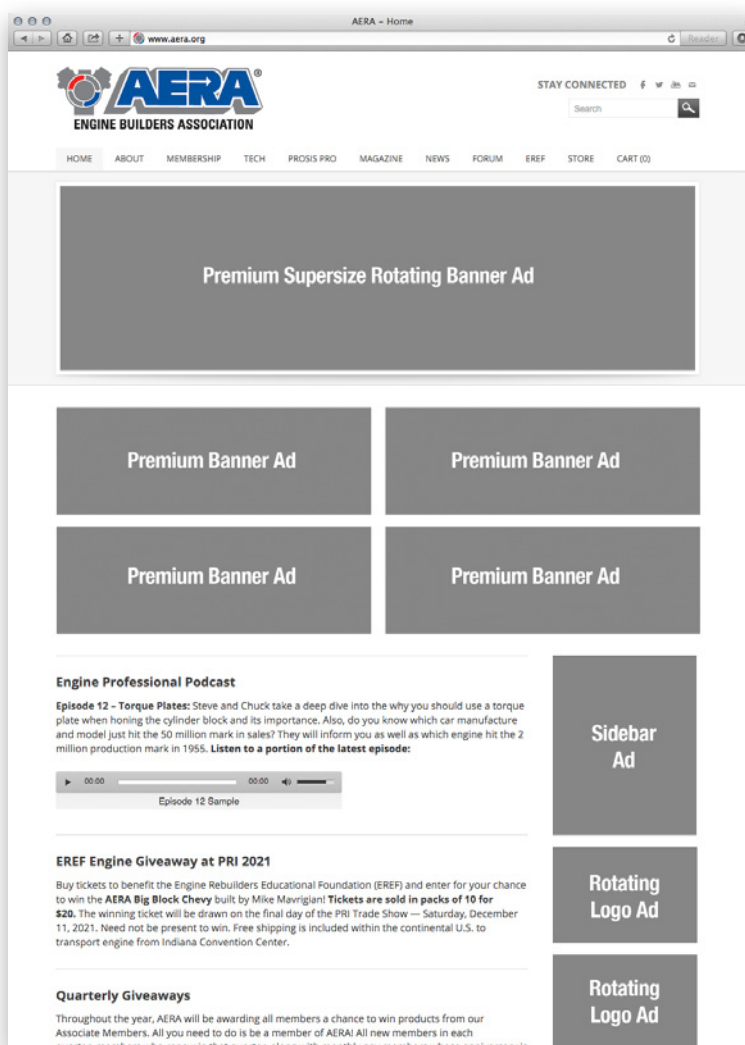 AERA – Home
www.aera.org
Reader
AERA®
ENGINE BUILDERS ASSOCIATION
STAY CONNECTED
Search
HOME ABOUT MEMBERSHIP TECH PROSIS PRO MAGAZINE NEWS FORUM EREF STORE CART (0)
Premium Supersize Rotating Banner Ad
Premium Banner Ad
Premium Banner Ad
Premium Banner Ad
Premium Banner Ad
Engine Professional Podcast
Episode 12 – Torque Plates: Steve and Chuck take a deep dive into the why you should use a torque
plate when honing the cylinder block and its importance. Also, do you know which car manufacture
and model just hit the 50 million mark in sales? They will inform you as well as which engine hit the 2
million production mark in 1955. Listen to a portion of the latest episode:
00:00 00:00
Episode 12 Sample
EREF Engine Giveaway at PRI 2021
Buy tickets to benefit the Engine Rebuilders Educational Foundation (EREF) and enter for your chance
to win the AERA Big Block Chevy built by Mike Mavrigian! Tickets are sold in packs of 10 for
$20. The winning ticket will be drawn on the final day of the PRI Trade Show — Saturday, December
11, 2021. Need not be present to win. Free shipping is included within the continental U.S. to
transport engine from Indiana Convention Center.
Quarterly Giveaways
Throughout the year, AERA will be awarding all members a chance to win products from our
Associate Members. All you need to do is be a member of AERA! All new members in each
Sidebar
Ad
Rotating
Logo Ad
Rotating
Logo Ad